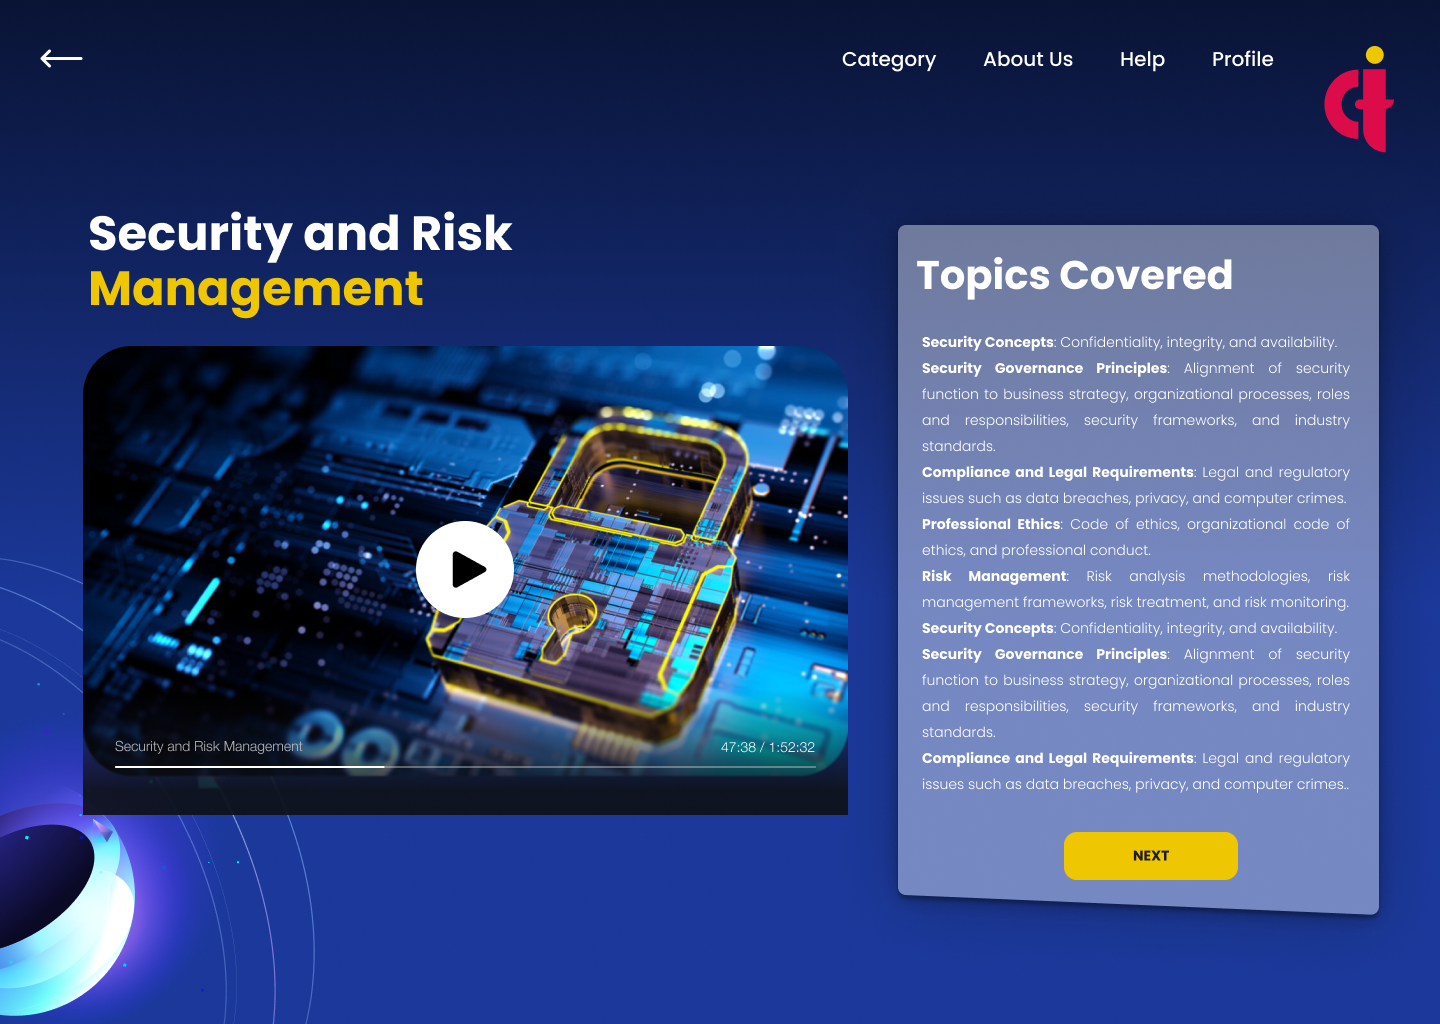 Category About Us Help Profile
Security and Risk
Management
Security and Risk Management
47:38 / 1:52:32
Topics Covered
Security Concepts: Confidentiality, integrity, and availability.
Security Governance Principles: Alignment of security
function to business strategy, organizational processes, roles
and responsibilities, security frameworks, and industry
standards.
Compliance and Legal Requirements: Legal and regulatory
issues such as data breaches, privacy, and computer crimes.
Professional Ethics: Code of ethics, organizational code of
ethics, and professional conduct.
Risk Management: Risk analysis methodologies, risk
management frameworks, risk treatment, and risk monitoring.
Security Concepts: Confidentiality, integrity, and availability.
Security Governance Principles: Alignment of security
function to business strategy, organizational processes, roles
and responsibilities, security frameworks, and industry
standards.
Compliance and Legal Requirements: Legal and regulatory
issues such as data breaches, privacy, and computer crimes..
NEXT